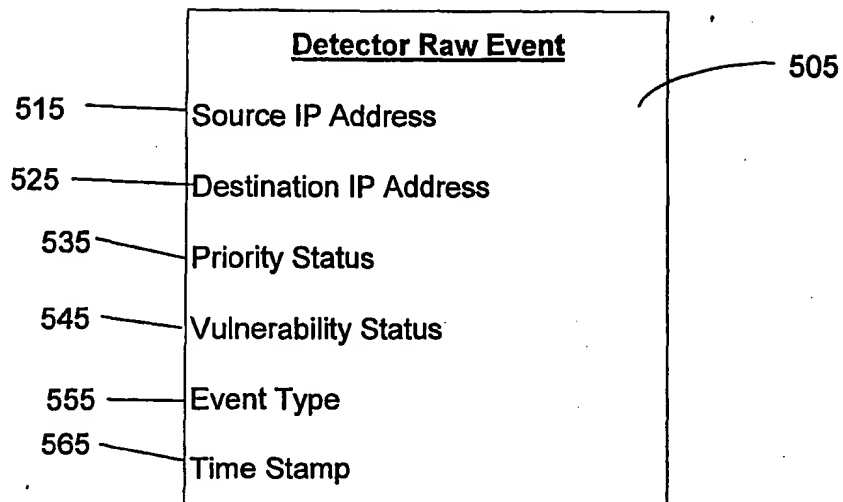 Detector Raw Event
505
515 Source IP Address
525 Destination IP Address
535 Priority Status
545 Vulnerability Status
555 Event Type
565 Time Stamp